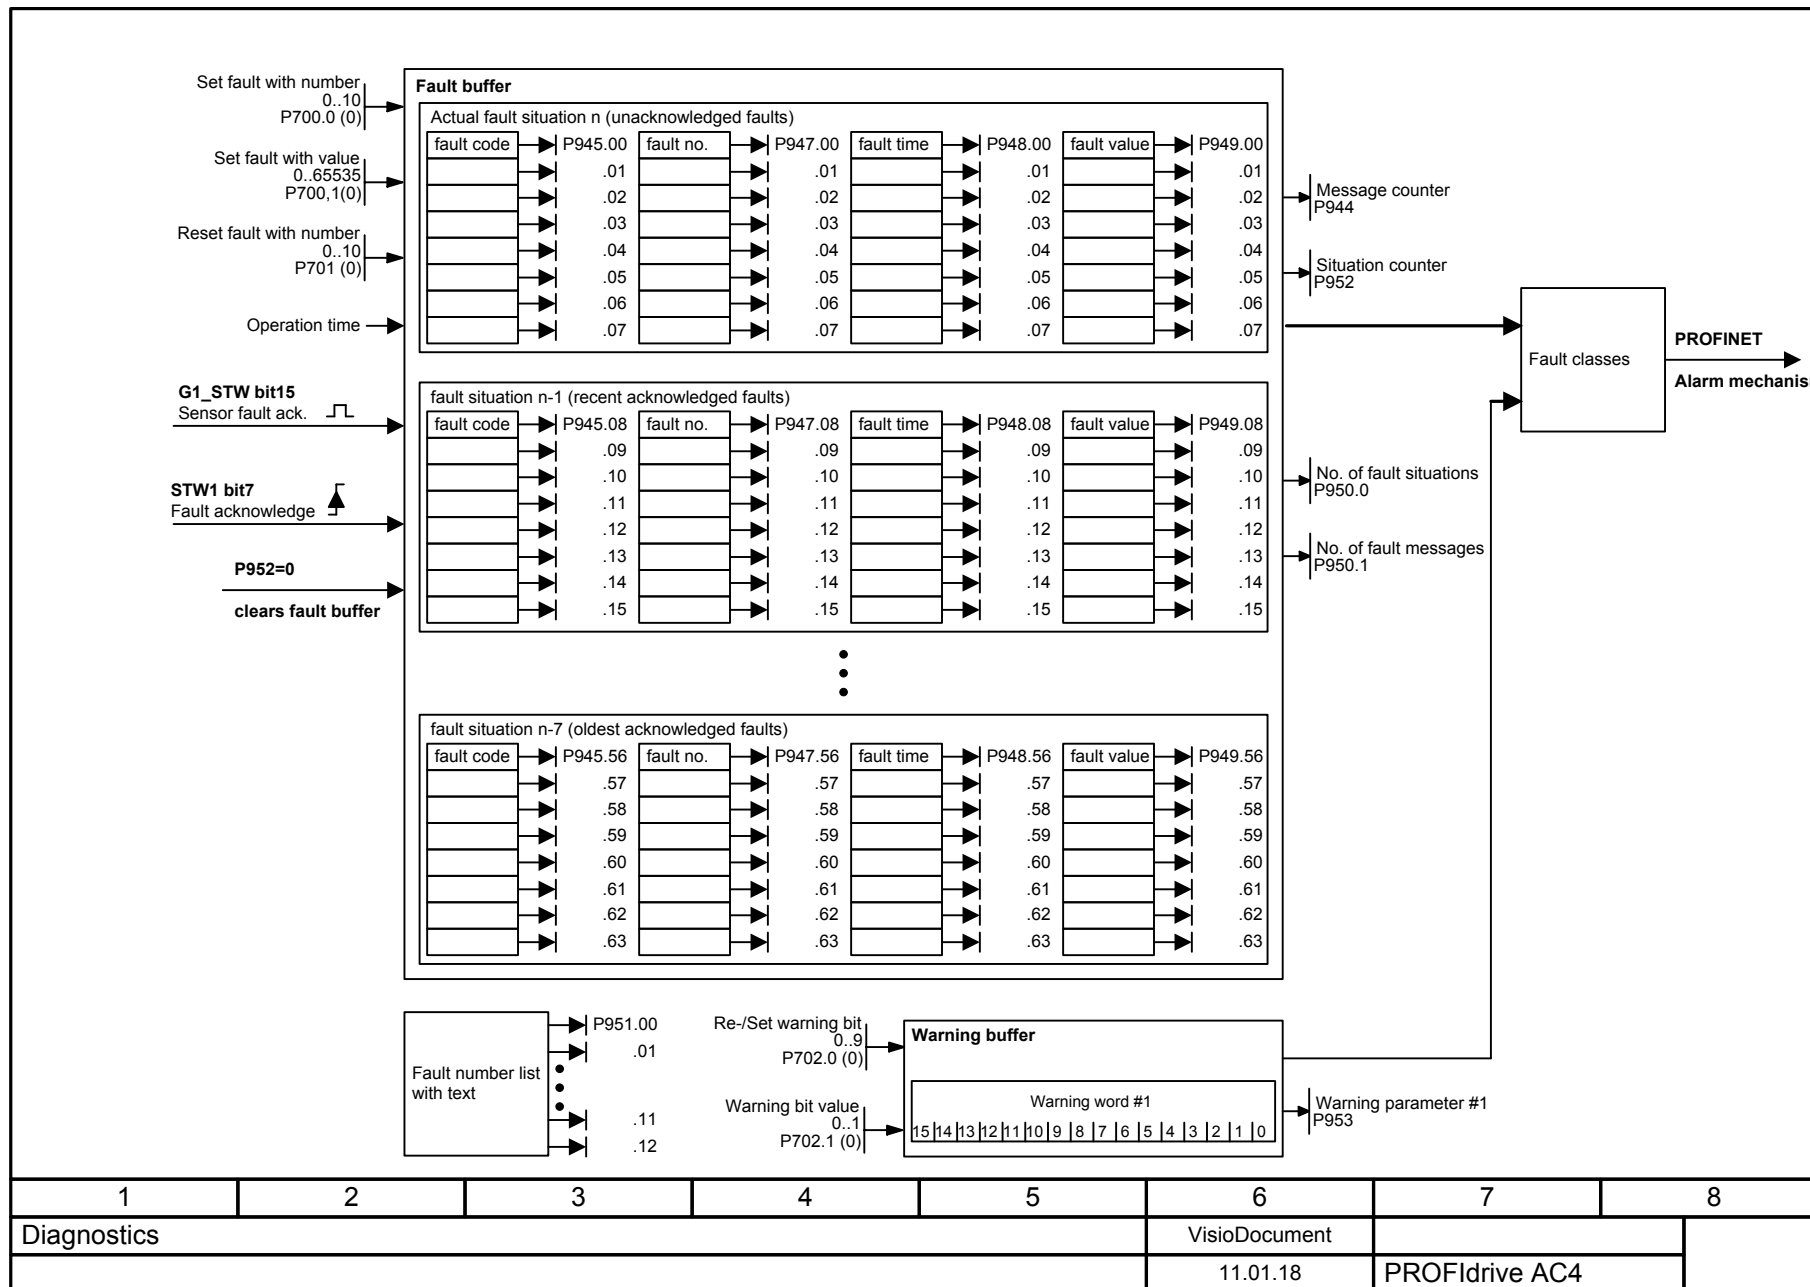 Set fault with number
0..10
P700.0 (0)
Set fault with value
0..65535
P700,1(0)
Reset fault with number
0..10
P701 (0)
Operation time
G1_STW bit15
Sensor fault ack.
STW1 bit7
Fault acknowledge
P952=0
clears fault buffer
Fault buffer
Actual fault situation n (unacknowledged faults)
fault code P945.00 fault no. P947.00 fault time P948.00 fault value P949.00
.01 .01 .01 .01
.02 .02 .02 .02
.03 .03 .03 .03
.04 .04 .04 .04
.05 .05 .05 .05
.06 .06 .06 .06
.07 .07 .07 .07
fault situation n-1 (recent acknowledged faults)
fault code P945.08 fault no. P947.08 fault time P948.08 fault value P949.08
.09 .09 .09 .09
.10 .10 .10 .10
.11 .11 .11 .11
.12 .12 .12 .12
.13 .13 .13 .13
.14 .14 .14 .14
.15 .15 .15 .15
fault situation n-7 (oldest acknowledged faults)
fault code P945.56 fault no. P947.56 fault time P948.56 fault value P949.56
.57 .57 .57 .57
.58 .58 .58 .58
.59 .59 .59 .59
.60 .60 .60 .60
.61 .61 .61 .61
.62 .62 .62 .62
.63 .63 .63 .63
Message counter
P944
Situation counter
P952
No. of fault situations
P950.0
No. of fault messages
P950.1
Fault classes
PROFINET
Alarm mechanis
Fault number list
with text
P951.00
.01
.11
.12
Re-/Set warning bit
0..9
P702.0 (0)
Warning bit value
0..1
P702.1 (0)
Warning buffer
Warning word #1
15 14 13 12 11 10 9 8 7 6 5 4 3 2 1 0
Warning parameter #1
P953
1 2 3 4 5 6 7 8
Diagnostics VisioDocument
11.01.18 PROFIdrive AC4